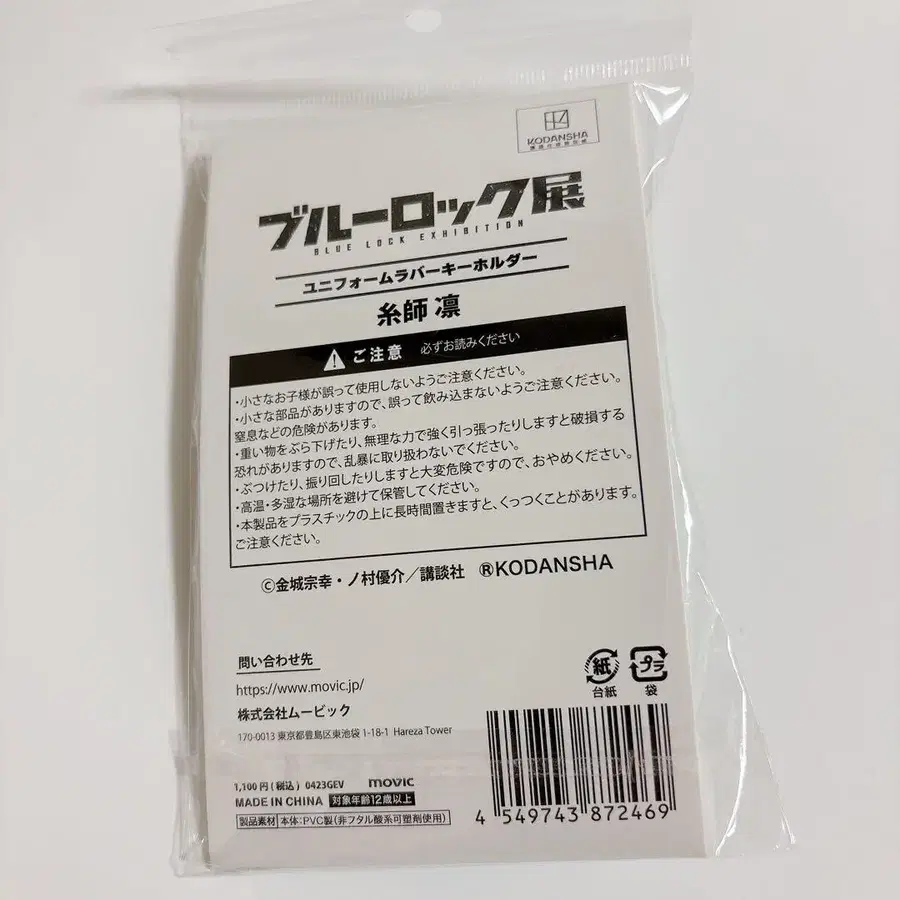 KODANSHA
ブルーロック展
BLUE LOCK EXHIBITION
ユニフォームラバーキーホルダー
糸師 凛
ご注意 必ずお読みください
・小さなお子様が誤って使用しないようご注意ください。
・小さな部品がありますので、誤って飲み込まないようご注意ください。
窒息などの危険があります。
・重い物をぶら下げたり、無理な力で強く引っ張ったりしますと破損する
恐れがありますので、乱暴に取り扱わないでください。
・ぶつけたり、振り回したりしますと大変危険ですので、おやめください。
・高温・多湿な場所を避けて保管してください。
・本製品をプラスチックの上に長時間置きますと、くっつくことがあります。
ご注意ください。
©金城宗幸・ノ村優介／講談社 ®KODANSHA
問い合わせ先
https://www.movic.jp/
株式会社ムービック
170-0013 東京都豊島区東池袋 1-18-1 Hareza Tower
紙
台紙
プラ
袋
1,100円(税込) 0423GEV movic
MADE IN CHINA 対象年齢12歳以上
製品素材 本体：PVC製(非フタル酸系可塑剤使用)
4 549743 872469